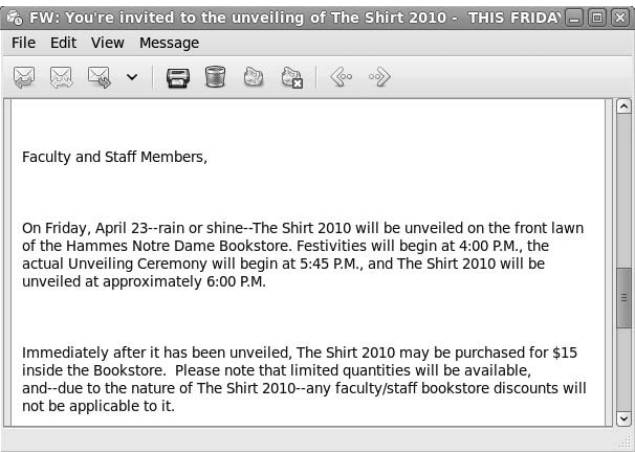 FW: You're invited to the unveiling of The Shirt 2010 - THIS FRIDA
File Edit View Message
Faculty and Staff Members,
On Friday, April 23--rain or shine--The Shirt 2010 will be unveiled on the front lawn
of the Hammes Notre Dame Bookstore. Festivities will begin at 4:00 P.M., the
actual Unveiling Ceremony will begin at 5:45 P.M., and The Shirt 2010 will be
unveiled at approximately 6:00 P.M.
Immediately after it has been unveiled, The Shirt 2010 may be purchased for $15
inside the Bookstore. Please note that limited quantities will be available,
and--due to the nature of The Shirt 2010--any faculty/staff bookstore discounts will
not be applicable to it.